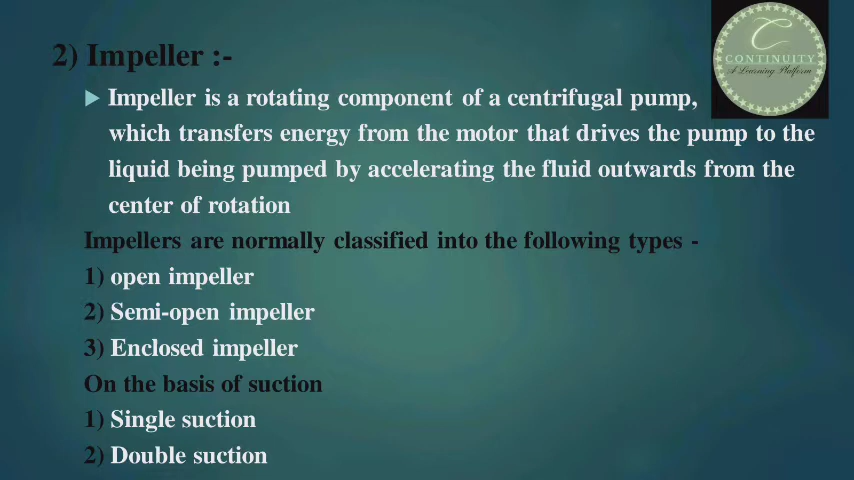 2) Impeller :-
CONTINUITY
A Learning Platform
Impeller is a rotating component of a centrifugal pump,
which transfers energy from the motor that drives the pump to the
liquid being pumped by accelerating the fluid outwards from the
center of rotation
Impellers are normally classified into the following types -
1) open impeller
2) Semi-open impeller
3) Enclosed impeller
On the basis of suction
1) Single suction
2) Double suction